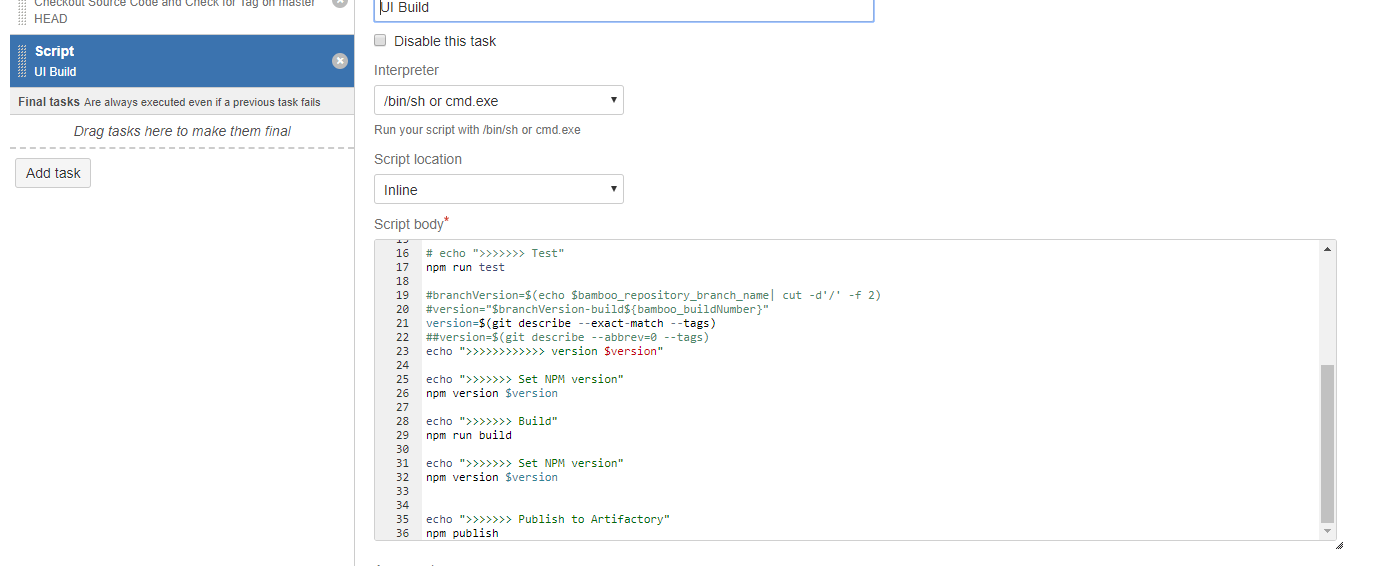 Checkout Source Code and Check for Tag on master
HEAD
Script
UI Build
Final tasks Are always executed even if a previous task fails
Drag tasks here to make them final
Add task
UI Build
Disable this task
Interpreter
/bin/sh or cmd.exe
Run your script with /bin/sh or cmd.exe
Script location
Inline
Script body*
15
16 # echo ">>>>>>> Test"
17 npm run test
18
19 #branchVersion=$(echo $bamboo_repository_branch_name| cut -d'/' -f 2)
20 #version="$branchVersion-build${bamboo_buildNumber}"
21 version=$(git describe --exact-match --tags)
22 ##version=$(git describe --abbrev=0 --tags)
23 echo ">>>>>>>>>>>> version $version"
24
25 echo ">>>>>>> Set NPM version"
26 npm version $version
27
28 echo ">>>>>>> Build"
29 npm run build
30
31 echo ">>>>>>> Set NPM version"
32 npm version $version
33
34
35 echo ">>>>>>> Publish to Artifactory"
36 npm publish